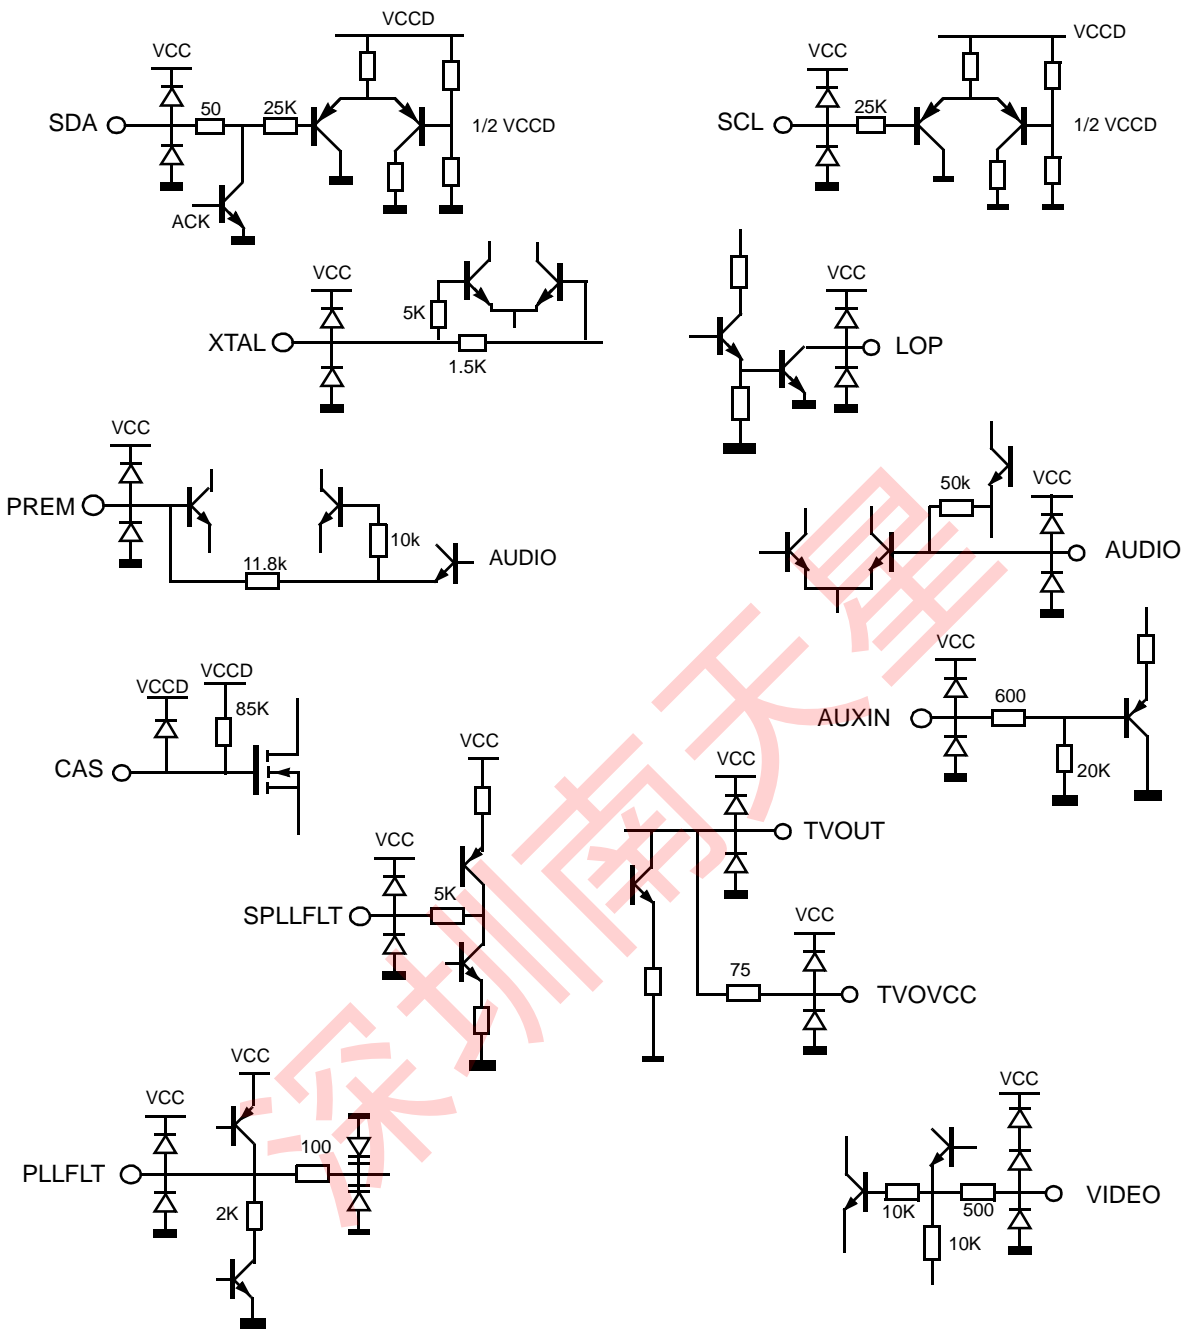 VCCD
VCC
50
25K
SDA
1/2 VCCD
ACK
VCCD
VCC
25K
SCL
1/2 VCCD
VCC
5K
XTAL
1.5K
VCC
LOP
VCC
PREM
10k
11.8k
AUDIO
50k
VCC
AUDIO
VCCD
VCCD
85K
CAS
VCC
600
AUXIN
20K
VCC
VCC
5K
SPLLFLT
VCC
TVOUT
VCC
75
TVOVCC
VCC
VCC
100
PLLFLT
2K
VCC
10K
500
VIDEO
10K
深圳南天星